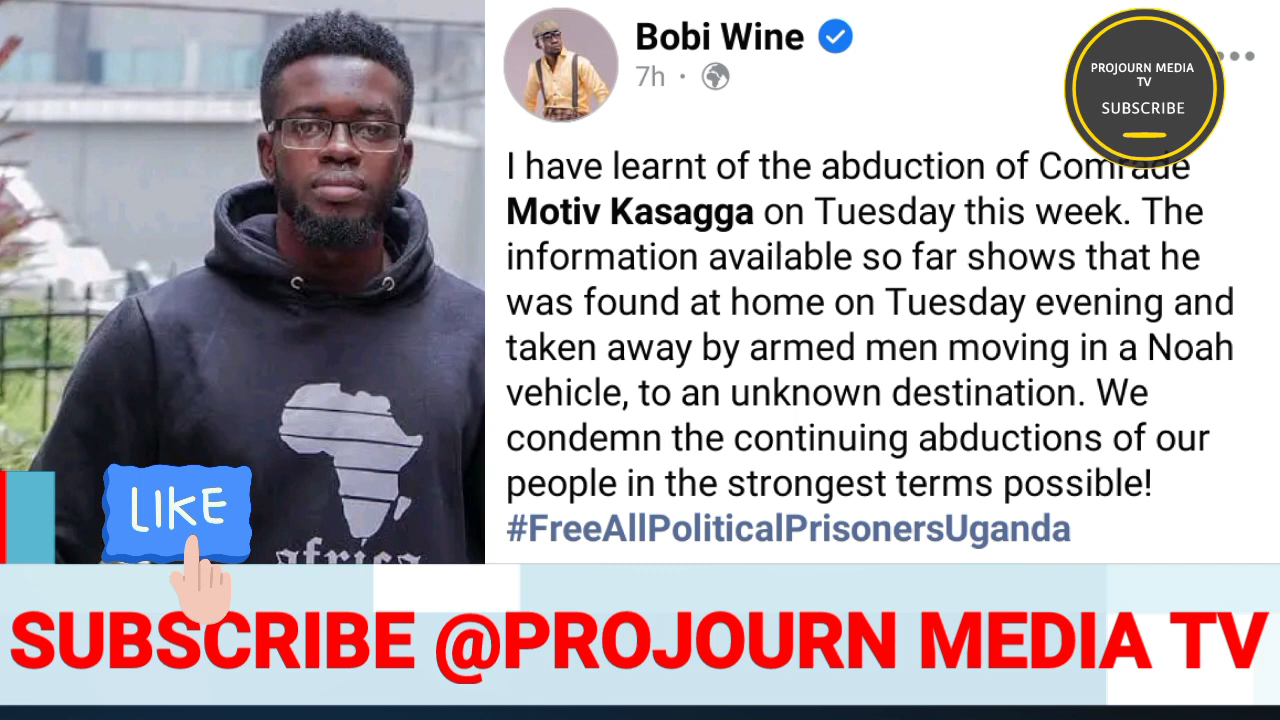 Bobi Wine
7h ·
PROJOURN MEDIA
TV
SUBSCRIBE
I have learnt of the abduction of Comrade
Motiv Kasagga on Tuesday this week. The
information available so far shows that he
was found at home on Tuesday evening and
taken away by armed men moving in a Noah
vehicle, to an unknown destination. We
condemn the continuing abductions of our
people in the strongest terms possible!
#FreeAllPoliticalPrisonersUganda
africa
LIKE
SUBSCRIBE @PROJOURN MEDIA TV